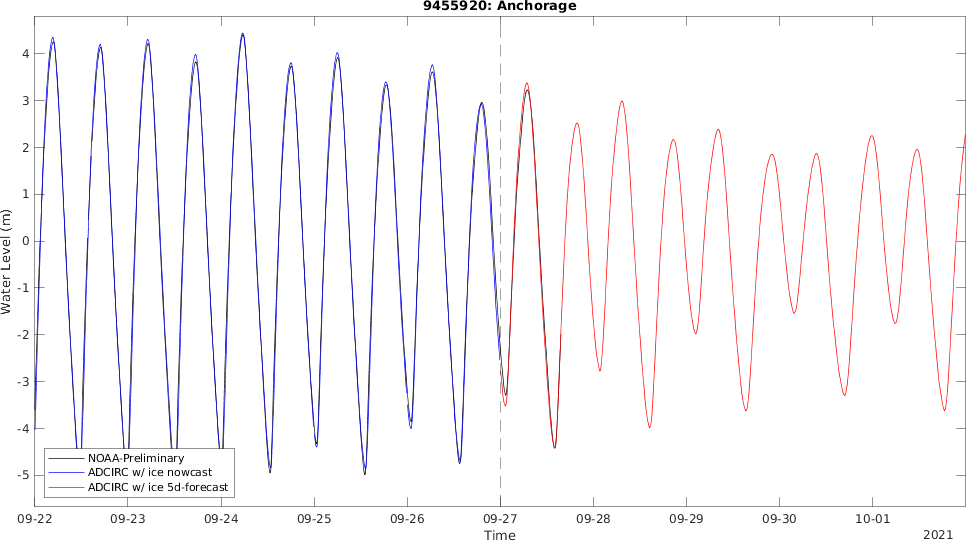 9455920: Anchorage
4
3
2
1
0
-1
-2
-3
-4
-5
Water Level (m)
NOAA-Preliminary
ADCIRC w/ ice nowcast
ADCIRC w/ ice 5d-forecast
09-22 09-23 09-24 09-25 09-26 09-27 09-28 09-29 09-30 10-01
Time
2021